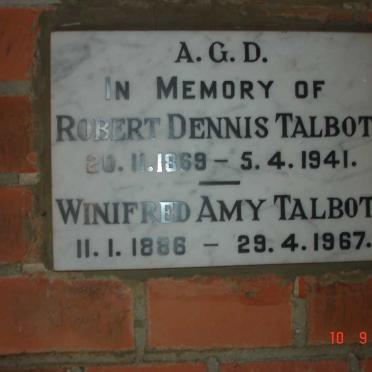 A. G. D.
IN MEMORY OF
ROBERT DENNIS TALBOT
20. 11. 1869 – 5. 4. 1941.
WINIFRED AMY TALBOT
11. 1. 1886 – 29. 4. 1967.
10 9